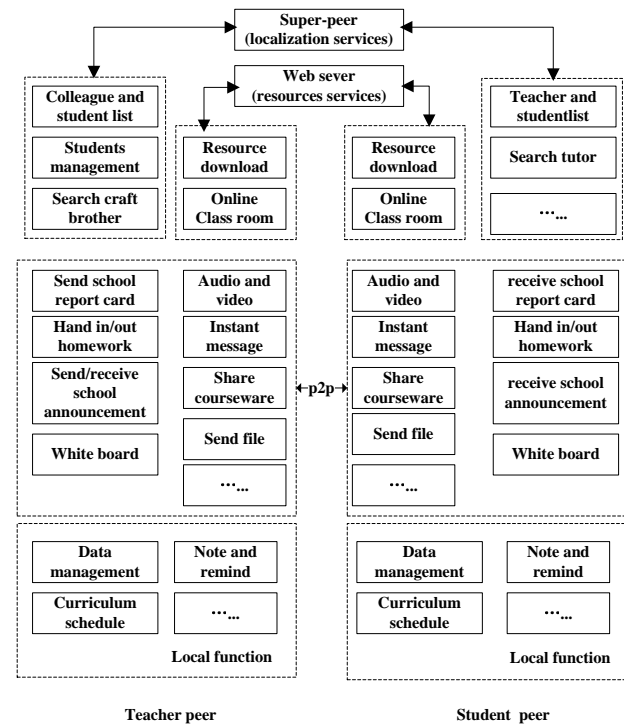 Super-peer
(localization services)
Web sever
(resources services)
Colleague and
student list
Students
management
Search craft
brother
Resource
download
Online
Class room
Resource
download
Online
Class room
Teacher and
studentlist
Search tutor
…...
Send school
report card
Hand in/out
homework
Send/receive
school
announcement
White board
Audio and
video
Instant
message
Share
courseware
Send file
…...
p2p
Audio and
video
Instant
message
Share
courseware
Send file
…...
receive school
report card
Hand in/out
homework
receive school
announcement
White board
Data
management
Note and
remind
Curriculum
schedule
…...
Local function
Data
management
Note and
remind
Curriculum
schedule
…...
Local function
Teacher peer
Student peer